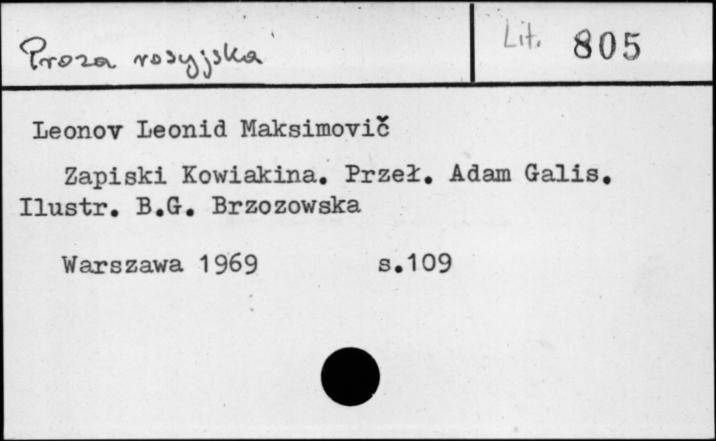 Proza rosyjska
Lit. 805
Leonov Leonid Maksimovič
Zapiski Kowiakina. Przeł. Adam Galis.
Ilustr. B.G. Brzozowska
Warszawa 1969 s.109